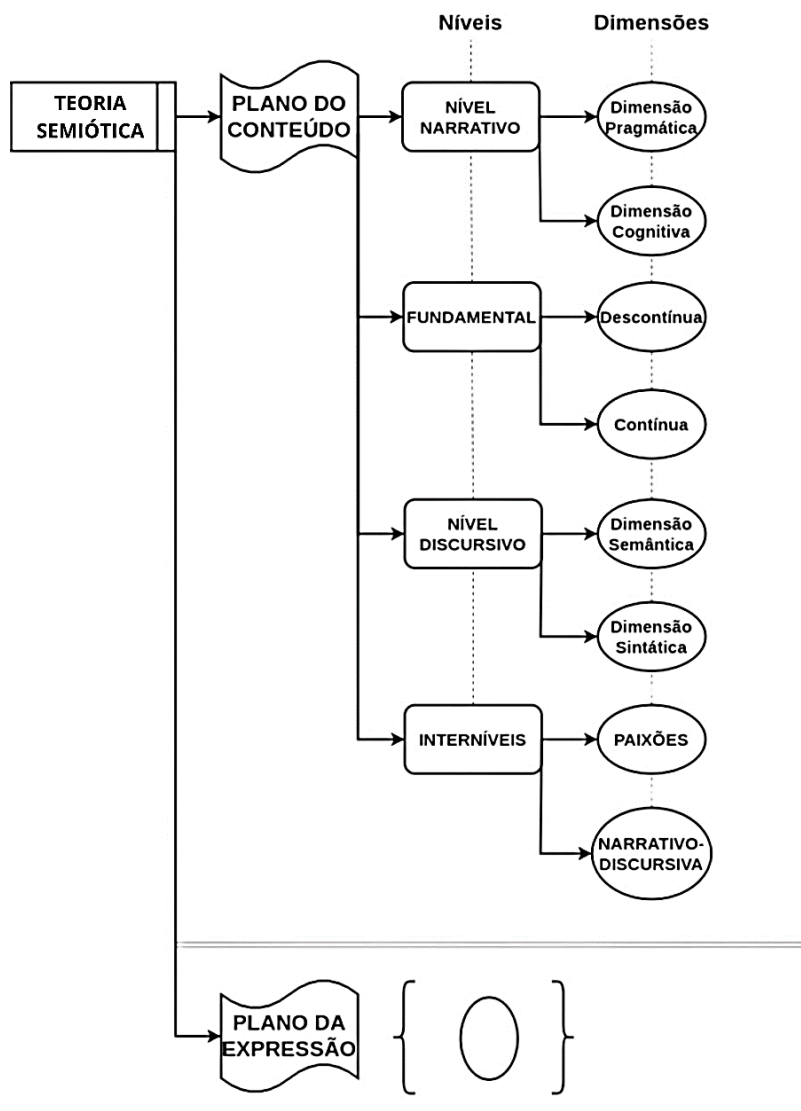 Níveis
Dimensões
TEORIA
SEMIÓTICA
PLANO DO
CONTEÚDO
NÍVEL
NARRATIVO
Dimensão
Pragmática
Dimensão
Cognitiva
FUNDAMENTAL
Descontínua
Contínua
NÍVEL
DISCURSIVO
Dimensão
Semântica
Dimensão
Sintática
INTERNÍVEIS
PAIXÕES
NARRATIVO-
DISCURSIVA
PLANO DA
EXPRESSÃO